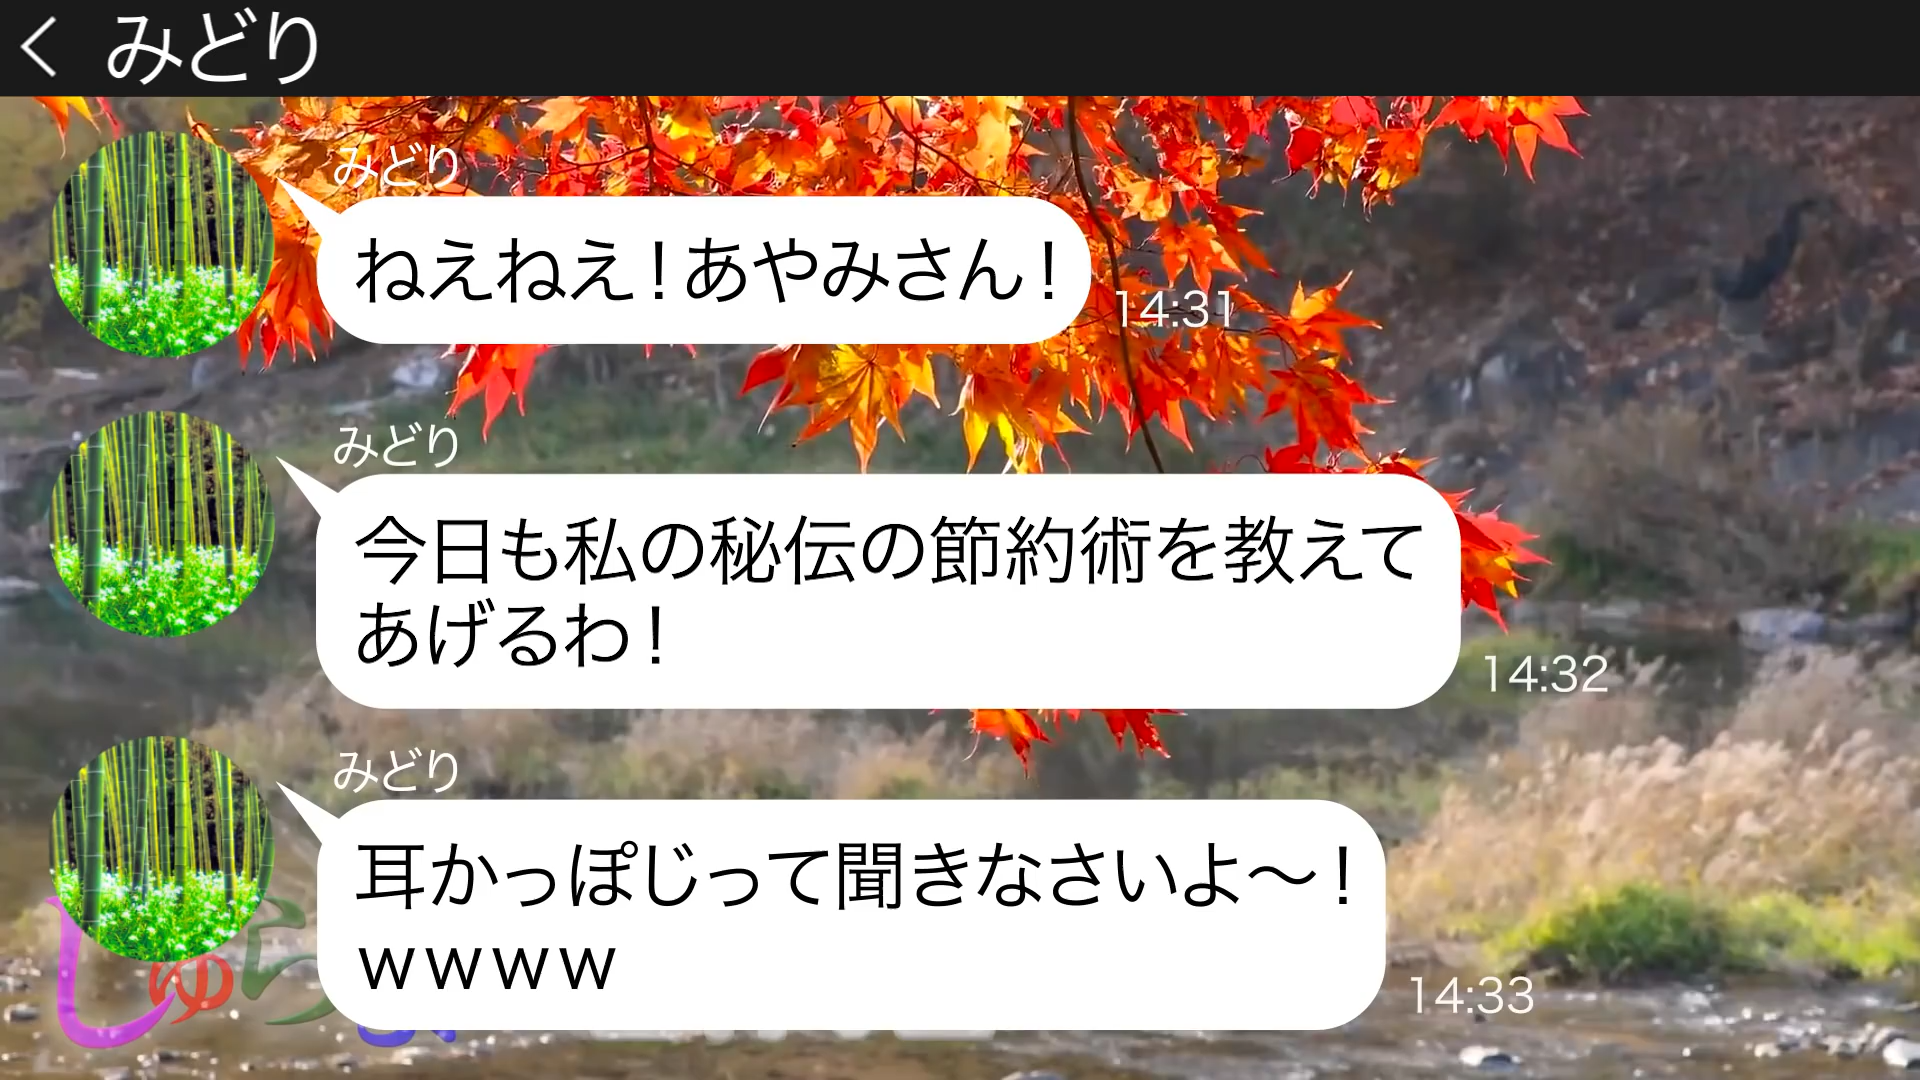 みどり
みどり
ねえねえ！あやみさん！
14:31
みどり
今日も私の秘伝の節約術を教えて
あげるわ！
14:32
みどり
耳かっぽじって聞きなさいよ〜！
ｗｗｗｗ
14:33